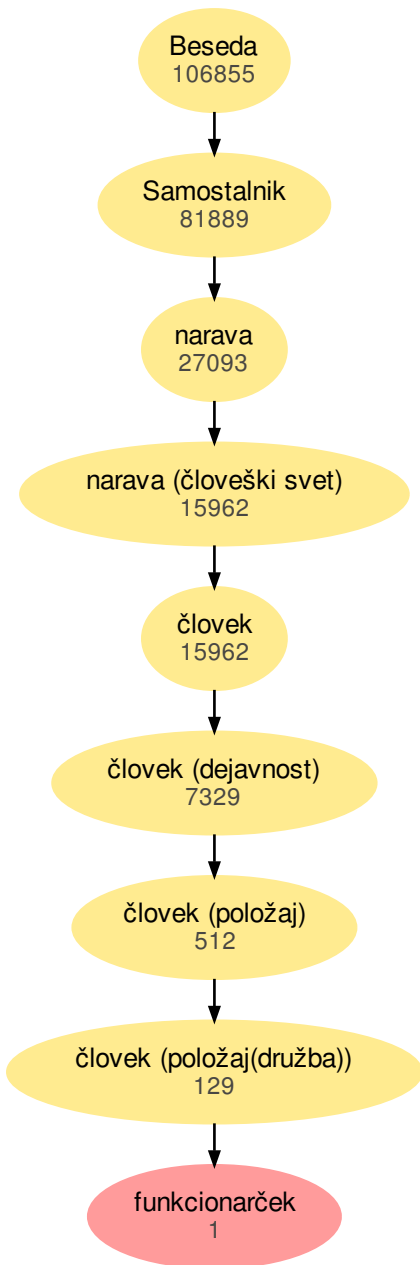 Beseda
106855
Samostalnik
81889
narava
27093
narava (človeški svet)
15962
človek
15962
človek (dejavnost)
7329
človek (položaj)
512
človek (položaj(družba))
129
funkcionarček
1